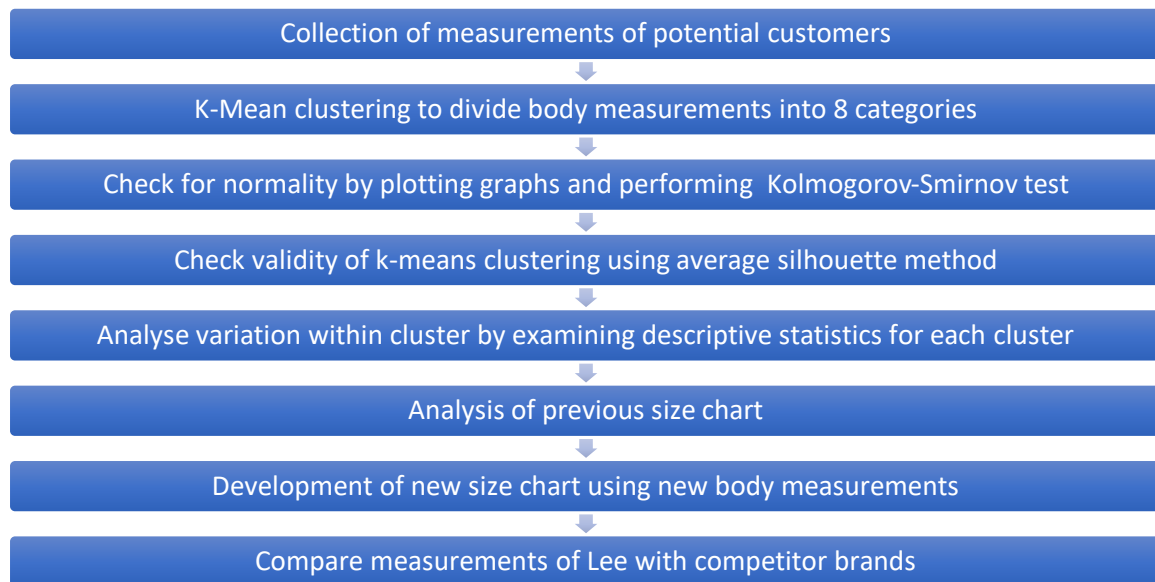 Collection of measurements of potential customers
K-Mean clustering to divide body measurements into 8 categories
Check for normality by plotting graphs and performing  Kolmogorov-Smirnov test
Check validity of k-means clustering using average silhouette method
Analyse variation within cluster by examining descriptive statistics for each cluster
Analysis of previous size chart
Development of new size chart using new body measurements
Compare measurements of Lee with competitor brands